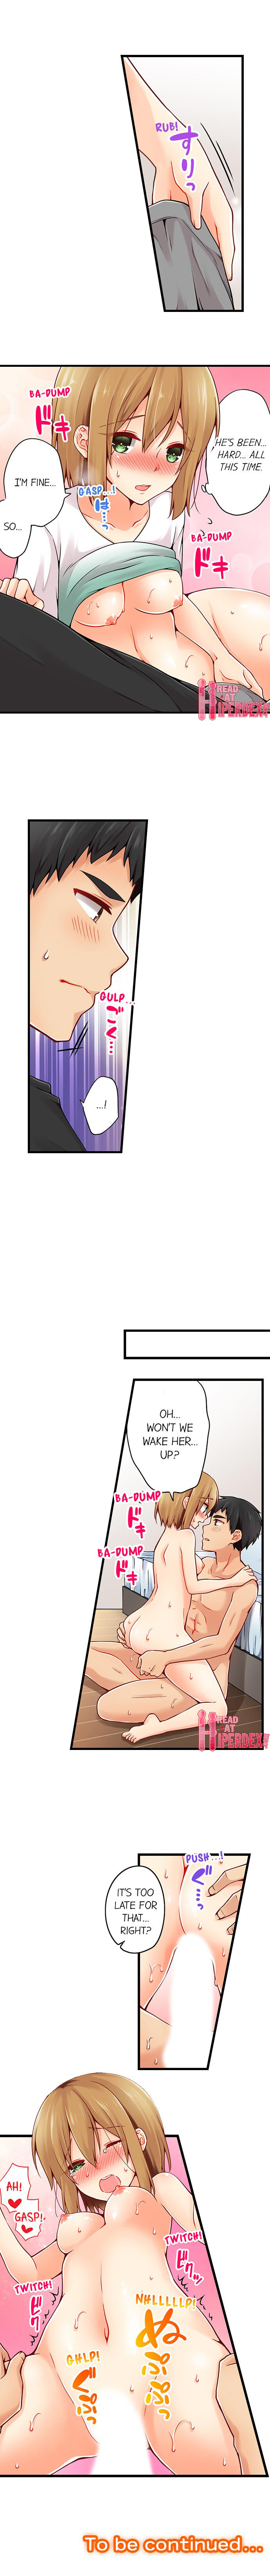 RUB!
すりっ
BA-DUMP
ドキ
HE'S BEEN...
HARD... ALL
THIS TIME.
I'M FINE...
GASP...!
は...っ
SO...
BA-DUMP
ドキ
READ
AT
HIPERDEX!
GULP...
ごく...
...!
OH...
WON'T WE
WAKE HER...
UP?
BA-DUMP
ドキ
BA-DUMP
ドキ
READ
AT
HIPERDEX!
PUSH...!
ぐ...っ
IT'S TOO
LATE FOR
THAT...
RIGHT?
AH!
GASP!
TWITCH!
ビクッ
TWITCH!
ビク
NHLLLLLP!
ぬぷぷ
GHLP!
ぐぷっ
To be continued...